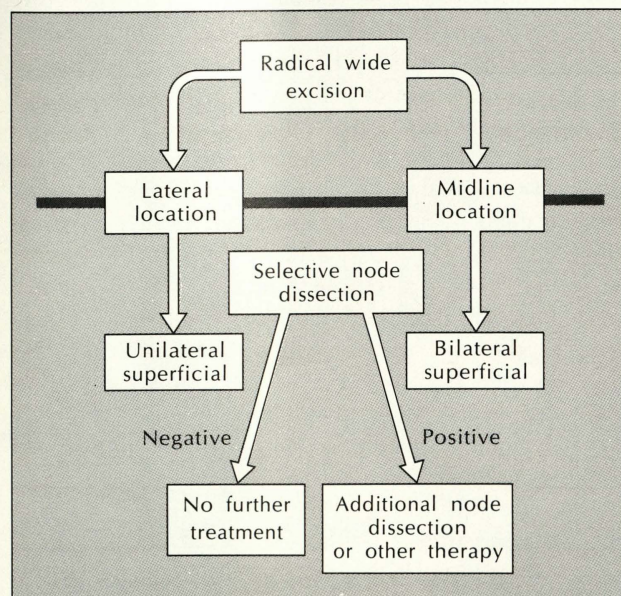 Radical wide
excision
Lateral
location
Midline
location
Selective node
dissection
Unilateral
superficial
Bilateral
superficial
Negative
Positive
No further
treatment
Additional node
dissection
or other therapy